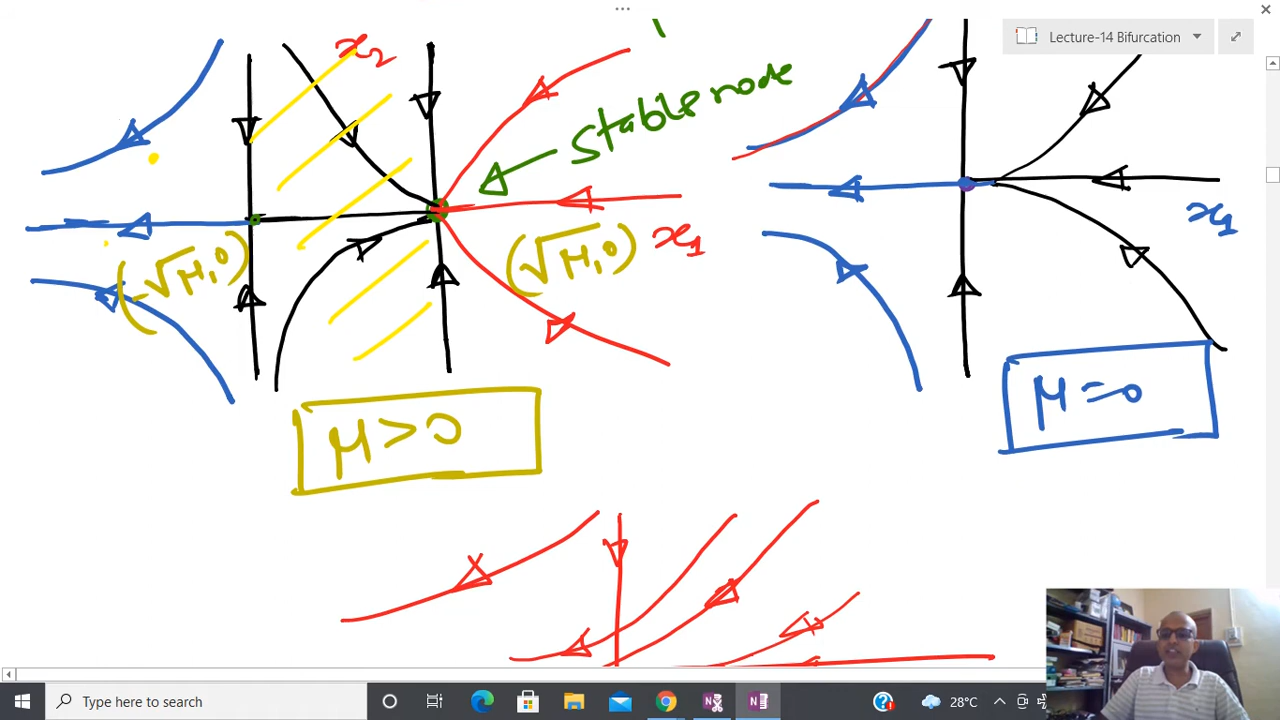 Lecture-14 Bifurcation
x₂
stable node
(-√μ,0)
(√μ,0)
x₁
x₁
μ>0
μ=0
Type here to search
28°C